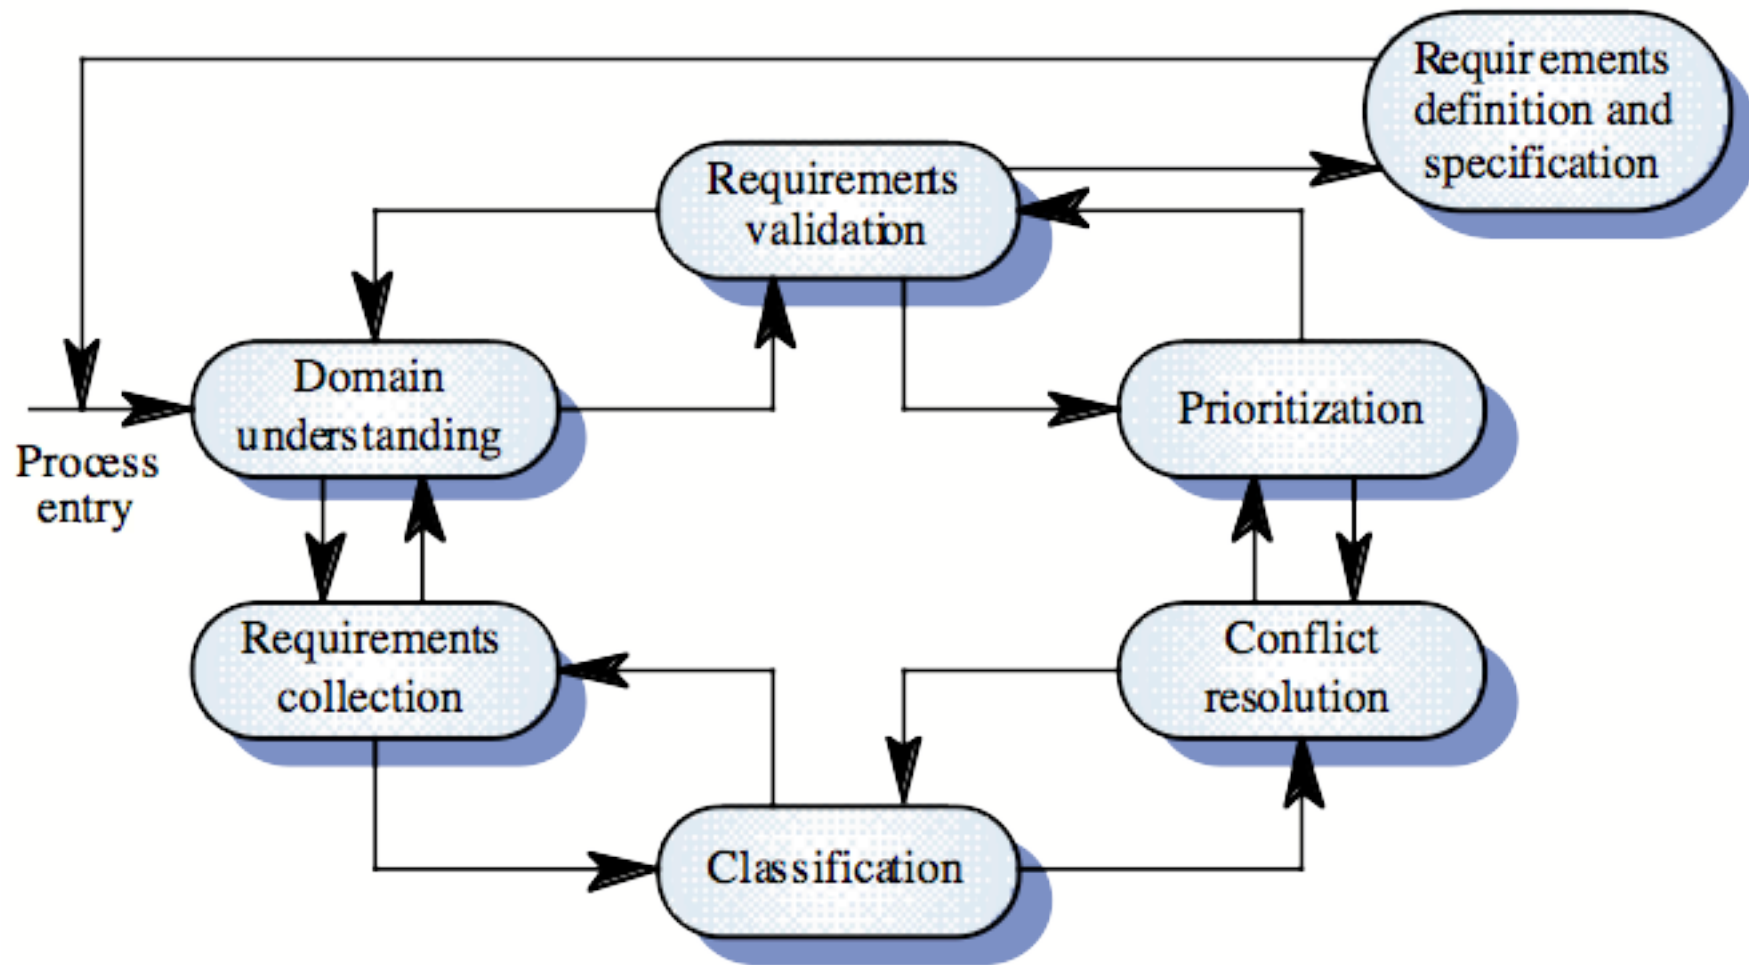 Requirements
definition and
specification
Requirements
validation
Domain
understanding
Prioritization
Process
entry
Requirements
collection
Conflict
resolution
Classification